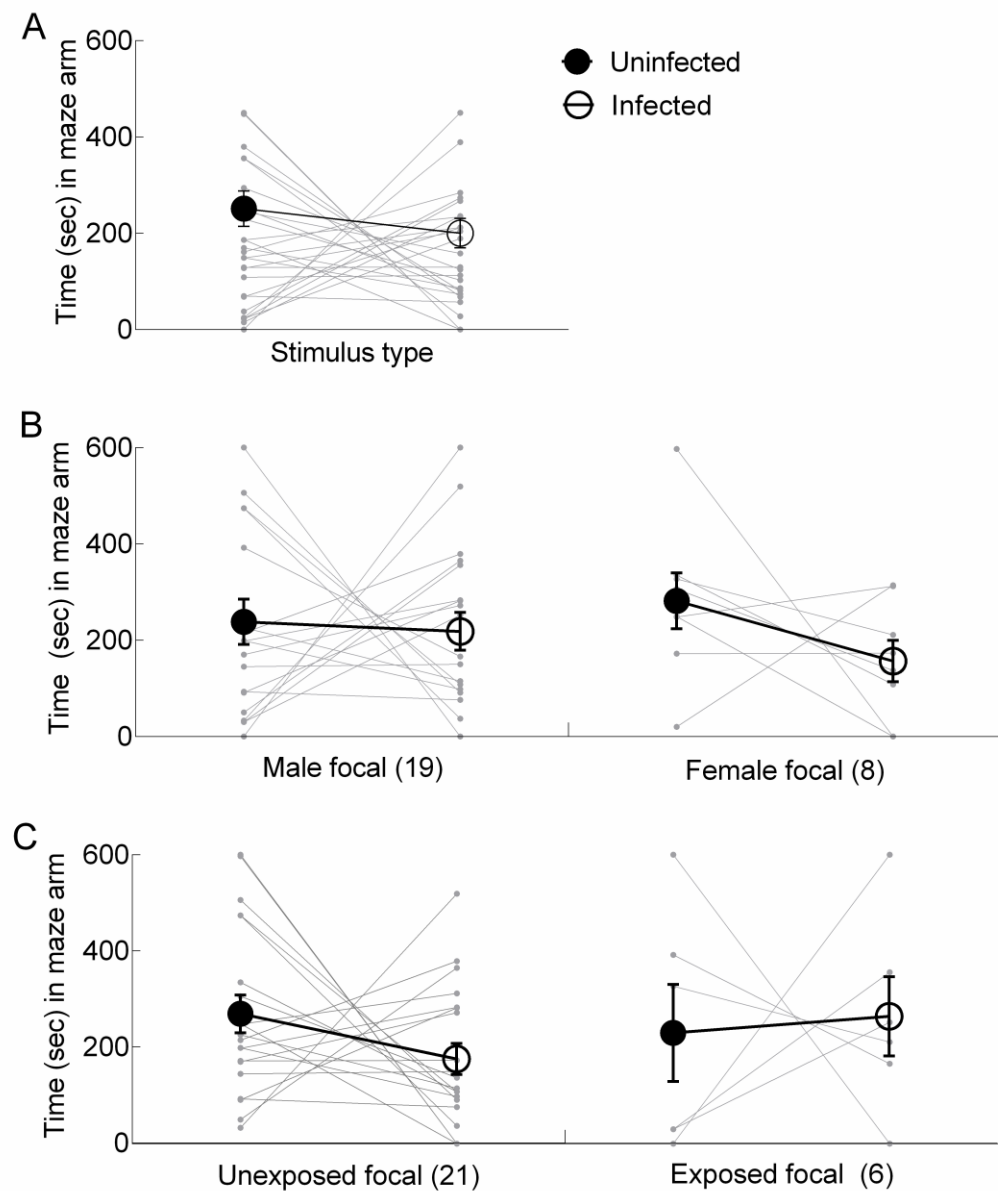 A
600
400
200
0
Time (sec) in maze arm
Uninfected
Infected
Stimulus type
B
600
400
200
0
Time (sec) in maze arm
Male focal (19)
Female focal (8)
C
600
400
200
0
Time (sec) in maze arm
Unexposed focal (21)
Exposed focal (6)